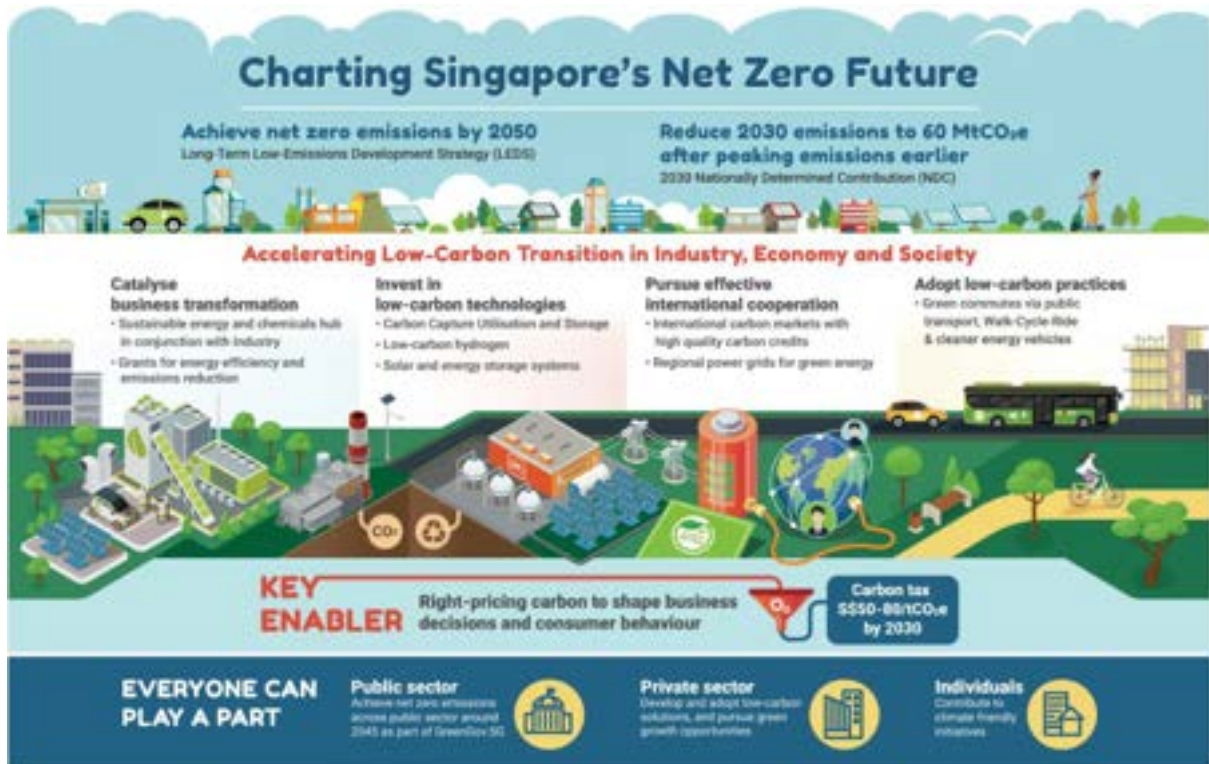 Charting Singapore's Net Zero Future
Achieve net zero emissions by 2050
Long-Term Low-Emissions Development Strategy (LEDS)
Reduce 2030 emissions to 60 MtCO₂e
after peaking emissions earlier
2030 Nationally Determined Contribution (NDC)
Accelerating Low-Carbon Transition in Industry, Economy and Society
Catalyse
business transformation
• Sustainable energy and chemicals hub
in conjunction with industry
• Grants for energy efficiency and
emissions reduction
Invest in
low-carbon technologies
• Carbon Capture Utilisation and Storage
• Low-carbon hydrogen
• Solar and energy storage systems
Pursue effective
international cooperation
• International carbon markets with
high quality carbon credits
• Regional power grids for green energy
Adopt low-carbon practices
• Green commutes via public
transport, Walk-Cycle-Ride
& cleaner energy vehicles
CO₂
KEY
ENABLER
Right-pricing carbon to shape business
decisions and consumer behaviour
O₂
Carbon tax
S$50-80/tCO₂e
by 2030
EVERYONE CAN
PLAY A PART
Public sector
Achieve net zero emissions
across public sector around
2045 as part of GreenGov.SG
Private sector
Develop and adopt low-carbon
solutions, and pursue green
growth opportunities
Individuals
Contribute to
climate friendly
initiatives